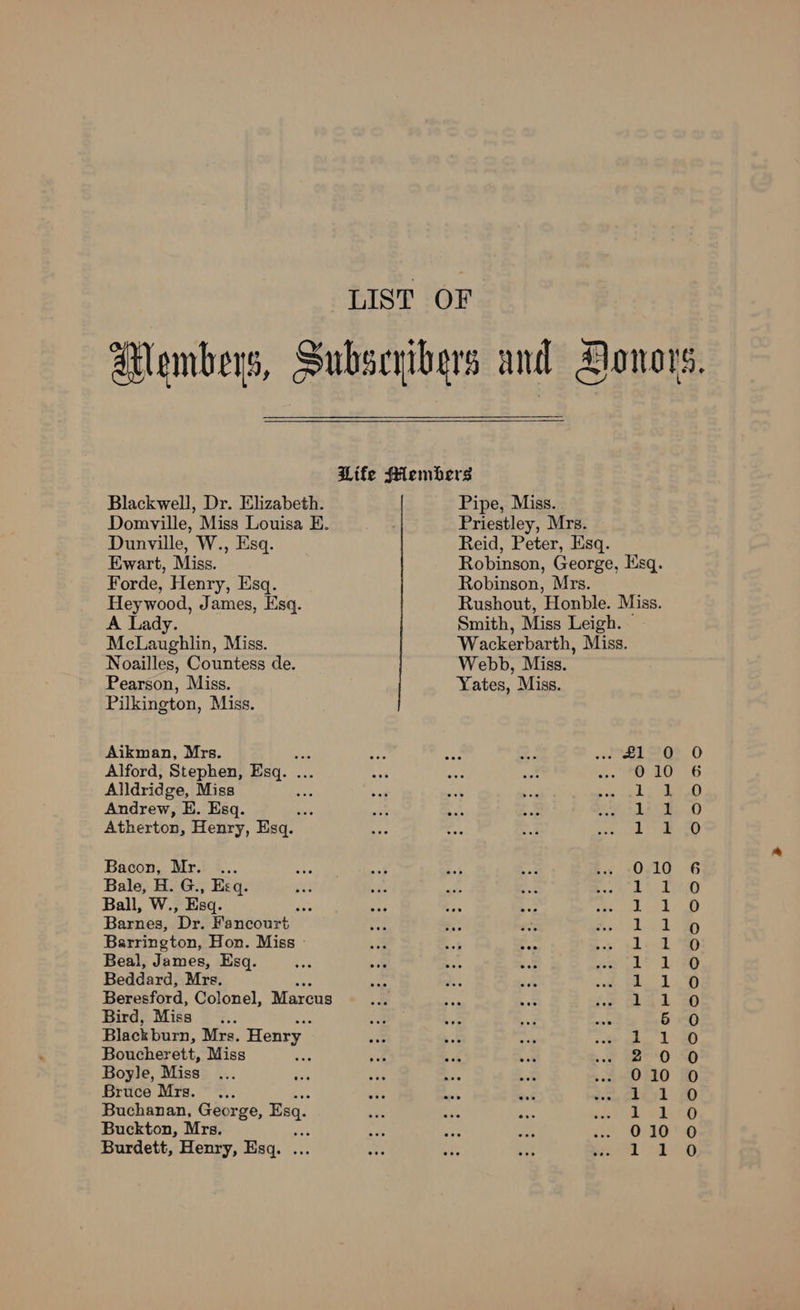 LIST OF
Members, Subscribers and Donors.
Life Members
Blackwell, Dr. Elizabeth.
Domville, Miss Louisa E.
Dunville, W., Esq.
Ewart, Miss.
Forde, Henry, Esq.
Heywood, James, Esq.
A Lady.
McLaughlin, Miss.
Noailles, Countess de.
Pearson, Miss.
Pilkington, Miss.
Pipe, Miss.
Priestley, Mrs.
Reid, Peter, Esq.
Robinson, George, Esq.
Robinson, Mrs.
Rushout, Honble. Miss.
Smith, Miss Leigh.
Wackerbarth, Miss.
Webb, Miss.
Yates, Miss.
Aikman, Mrs. ... ... ... ... ... £1 0 0
Alford, Stephen, Esq. ... ... ... ... ... 0 10 6
Alldridge, Miss ... ... ... ... ... 1 1 0
Andrew, E. Esq. ... ... ... ... ... 1 1 0
Atherton, Henry, Esq. ... ... ... ... 1 1 0
Bacon, Mr. ... ... ... ... ... ... 0 10 6
Bale, H. G., Esq. ... ... ... ... ... 1 1 0
Ball, W., Esq. ... ... ... ... ... 1 1 0
Barnes, Dr. Fancourt ... ... ... ... 1 1 0
Barrington, Hon. Miss ... ... ... ... 1 1 0
Beal, James, Esq. ... ... ... ... ... 1 1 0
Beddard, Mrs. ... ... ... ... ... 1 1 0
Beresford, Colonel, Marcus ... ... ... ... 1 1 0
Bird, Miss ... ... ... ... ... ... 5 0
Blackburn, Mrs. Henry ... ... ... ... 1 1 0
Boucherett, Miss ... ... ... ... ... 2 0 0
Boyle, Miss ... ... ... ... ... ... 0 10 0
Bruce Mrs. ... ... ... ... ... ... 1 1 0
Buchanan, George, Esq. ... ... ... ... 1 1 0
Buckton, Mrs. ... ... ... ... ... 0 10 0
Burdett, Henry, Esq. ... ... ... ... ... 1 1 0